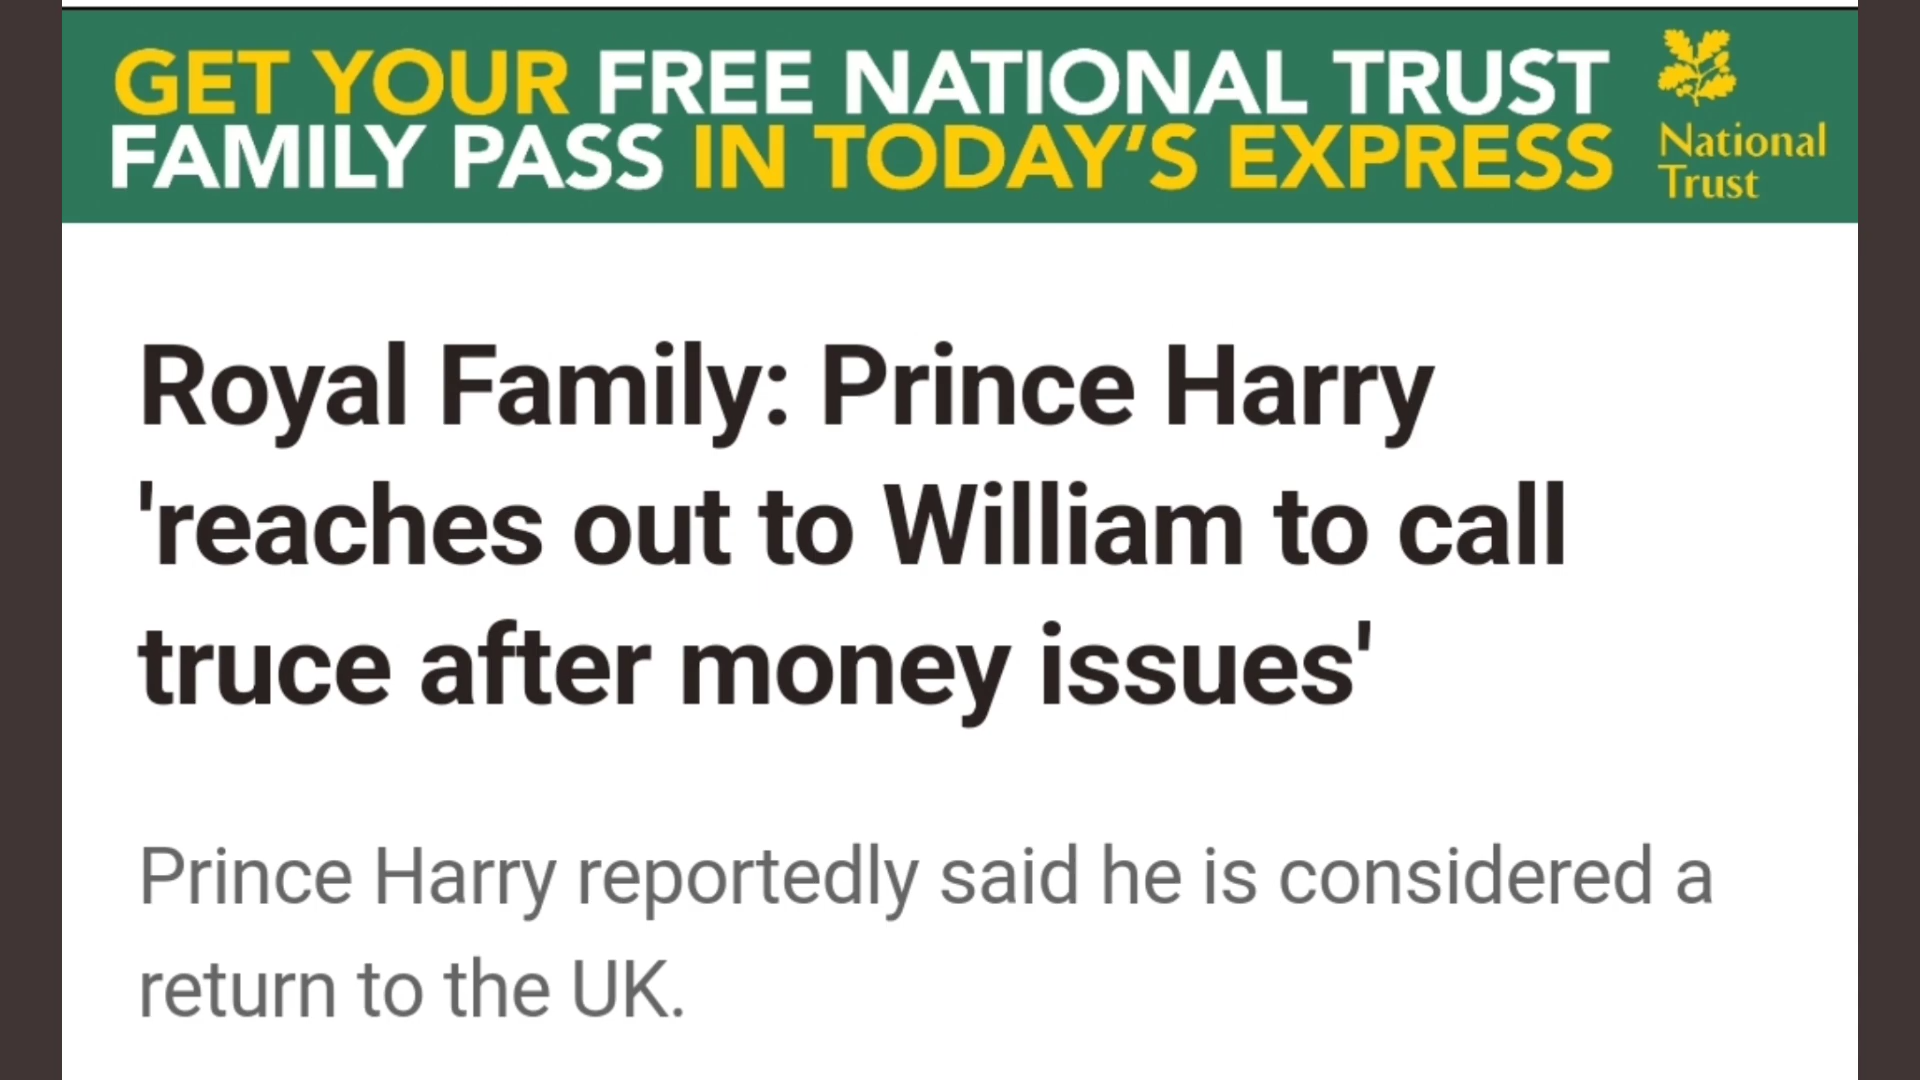 GET YOUR FREE NATIONAL TRUST
FAMILY PASS IN TODAY'S EXPRESS
National
Trust
Royal Family: Prince Harry
'reaches out to William to call
truce after money issues'
Prince Harry reportedly said he is considered a
return to the UK.